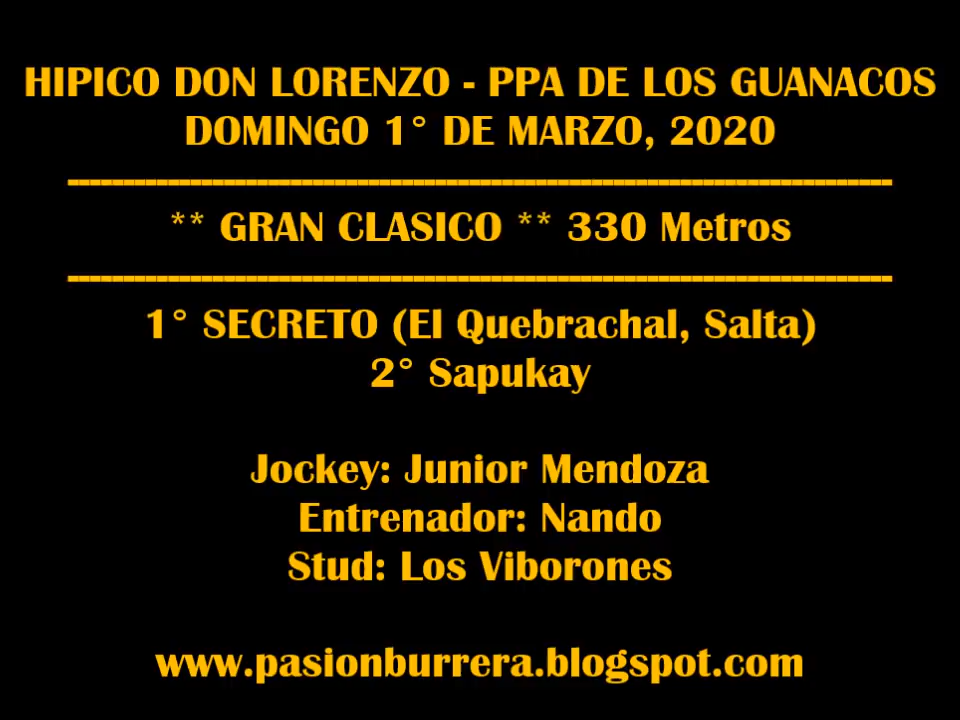 HIPICO DON LORENZO - PPA DE LOS GUANACOS
DOMINGO 1° DE MARZO, 2020
--------------------------------------------------------------------------
** GRAN CLASICO ** 330 Metros
--------------------------------------------------------------------------
1° SECRETO (El Quebrachal, Salta)
2° Sapukay
Jockey: Junior Mendoza
Entrenador: Nando
Stud: Los Viborones
www.pasionburrera.blogspot.com